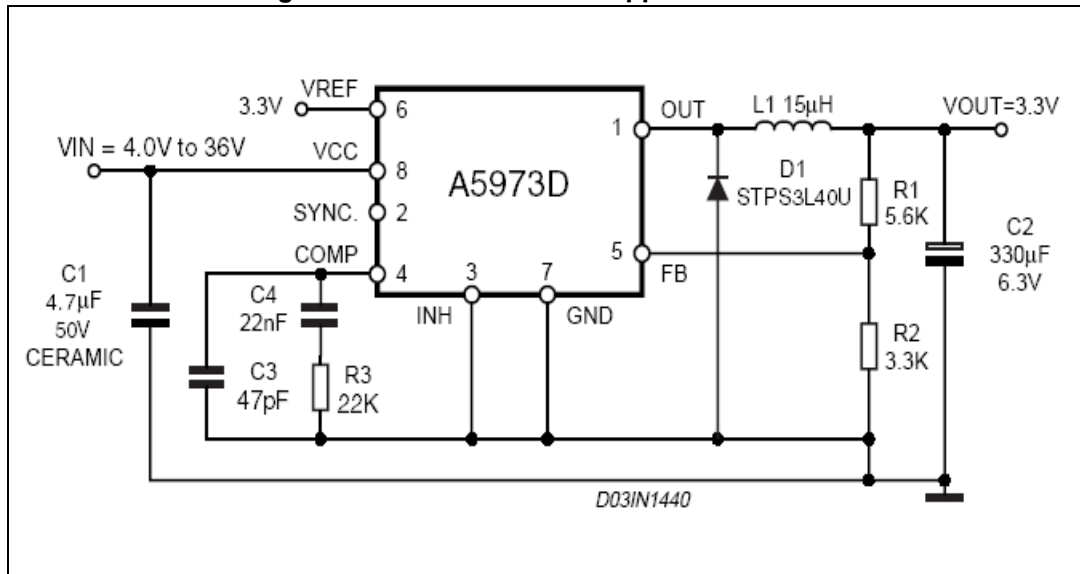 VREF
3.3V
6
VIN = 4.0V to 36V
VCC
8
SYNC.
2
COMP
4
A5973D
1
OUT
L1 15µH
VOUT=3.3V
D1
STPS3L40U
R1
5.6K
C2
330µF
6.3V
5
FB
3
INH
7
GND
C1
4.7µF
50V
CERAMIC
C4
22nF
C3
47pF
R3
22K
R2
3.3K
D03IN1440